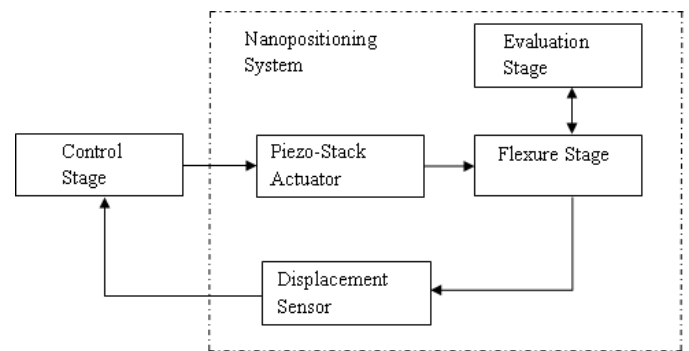 Nanopositioning
System
Evaluation
Stage
Control
Stage
Piezo-Stack
Actuator
Flexure Stage
Displacement
Sensor